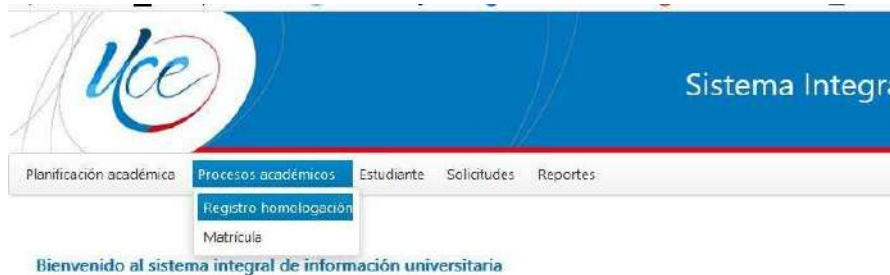 Uce
Sistema Integra
Planificación académica Procesos académicos Estudiante Solicitudes Reportes
Registro homologación
Matrícula
Bienvenido al sistema integral de información universitaria